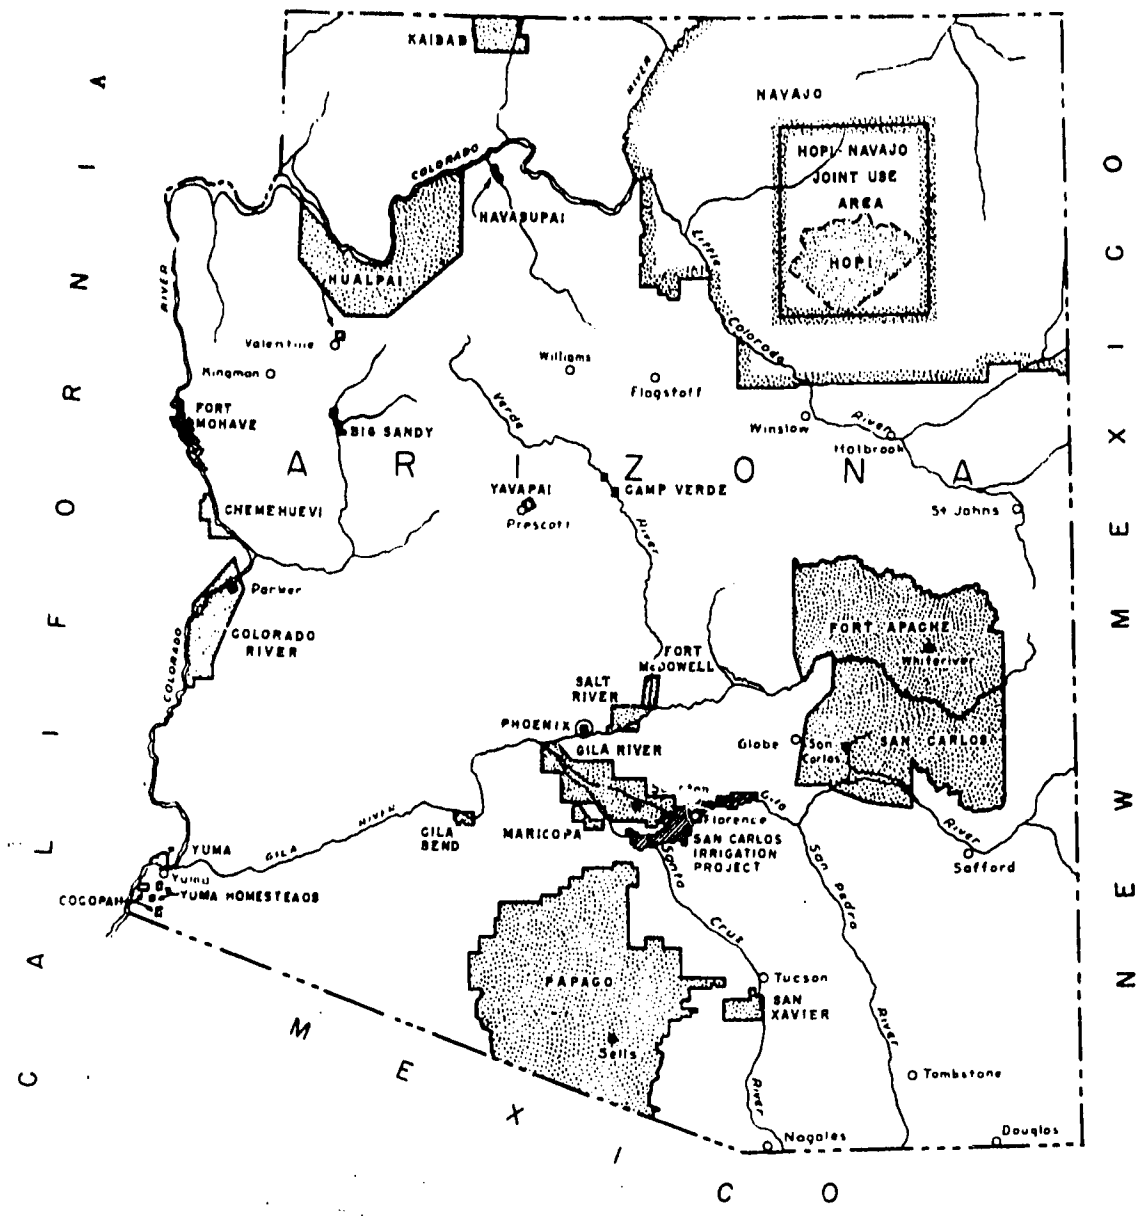 KAIBAB
RIVER
NAVAJO
HOPI-NAVAJO
JOINT USE
AREA
HOPI
COLORADO
HAVASUPAI
HUALPAI
RIVER
Little
Colorado
River
Valentine
Kingman
Williams
Flagstaff
Winslow
Holbrook
FORT
MOHAVE
BIG SANDY
Verde
River
ARIZONA
YAVAPAI
Prescott
CAMP VERDE
St Johns
CHEMEHUEVI
Parker
COLORADO
RIVER
COLORADO
FORT APACHE
Whiteriver
FORT
McDOWELL
SALT
RIVER
PHOENIX
GILA RIVER
Globe
San
Carlos
SAN CARLOS
GILA
BEND
MARICOPA
Florence
SAN CARLOS
IRRIGATION
PROJECT
Gila
River
Safford
GILA
RIVER
YUMA
Yuma
COCOPAH
YUMA HOMESTEADS
Santa
Cruz
River
San Pedro
River
PAPAGO
Sells
Tucson
SAN
XAVIER
Tombstone
Nogales
Douglas
CALIFORNIA
NEW MEXICO
MEXICO